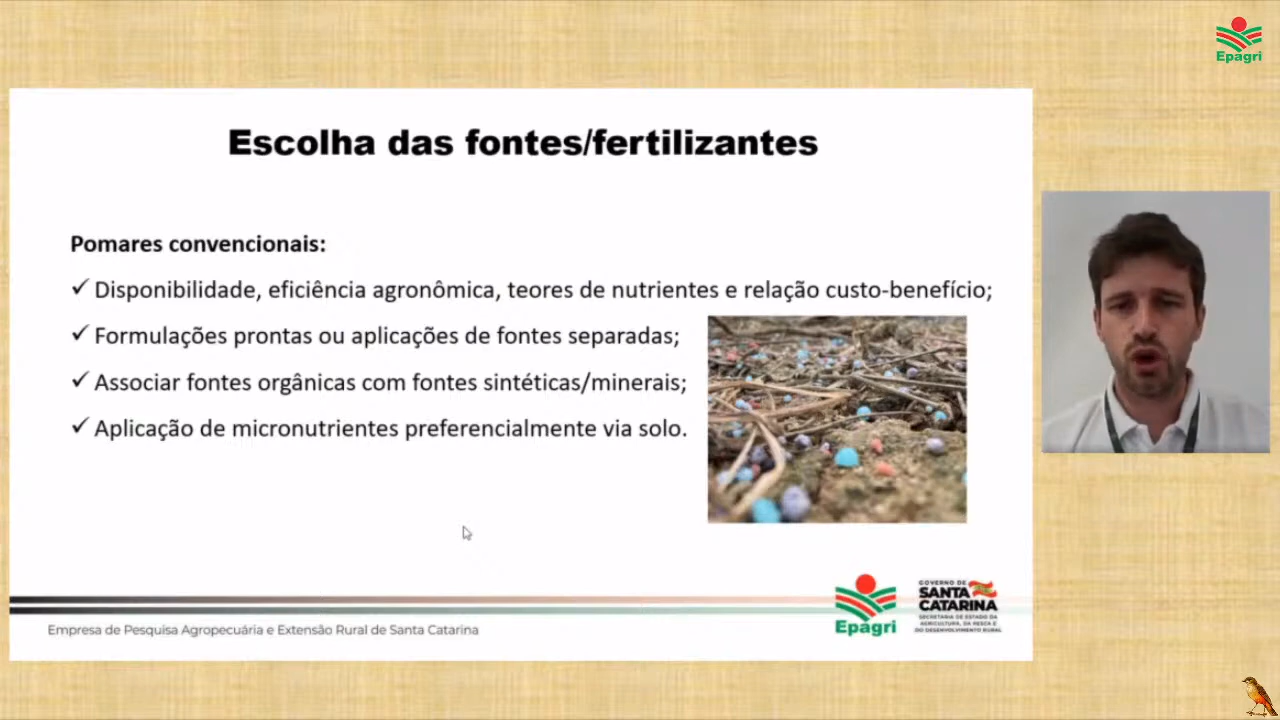 Epagri
Escolha das fontes/fertilizantes
Pomares convencionais:
✓ Disponibilidade, eficiência agronômica, teores de nutrientes e relação custo-benefício;
✓ Formulações prontas ou aplicações de fontes separadas;
✓ Associar fontes orgânicas com fontes sintéticas/minerais;
✓ Aplicação de micronutrientes preferencialmente via solo.
Empresa de Pesquisa Agropecuária e Extensão Rural de Santa Catarina
Epagri
GOVERNO DE
SANTA
CATARINA
SECRETARIA DE ESTADO DA
AGRICULTURA, DA PESCA E
DO DESENVOLVIMENTO RURAL